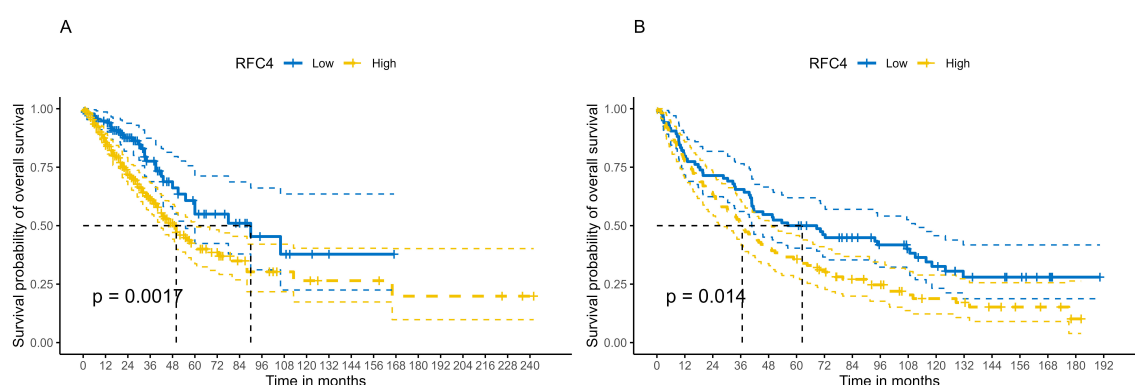 A
RFC4 Low High
Survival probability of overall survival
1.00
0.75
0.50
0.25
0.00
p = 0.0017
0 12 24 36 48 60 72 84 96 108 120 132 144 156 168 180 192 204 216 228 240
Time in months
B
RFC4 Low High
Survival probability of overall survival
1.00
0.75
0.50
0.25
0.00
p = 0.014
0 12 24 36 48 60 72 84 96 108 120 132 144 156 168 180 192
Time in months